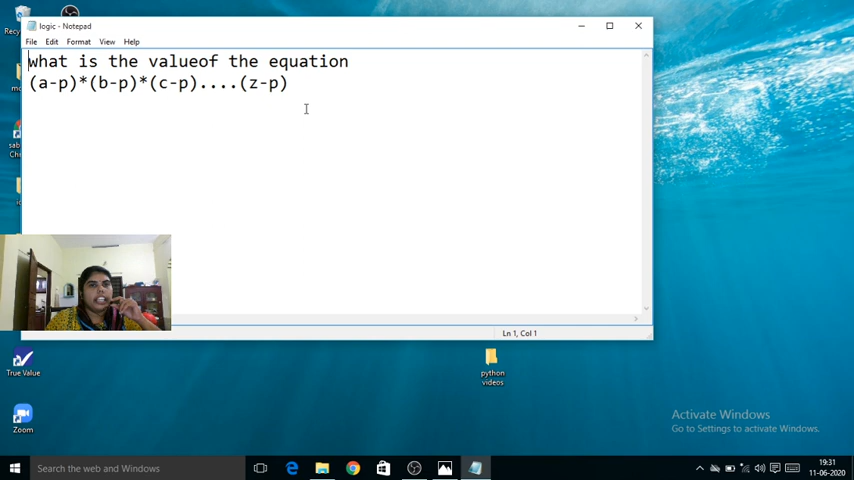 logic - Notepad
File Edit Format View Help
what is the valueof the equation
(a-p)*(b-p)*(c-p)....(z-p)
Ln 1, Col 1
True Value
python
videos
Zoom
Activate Windows
Go to Settings to activate Windows.
Search the web and Windows
19:31
11-06-2020